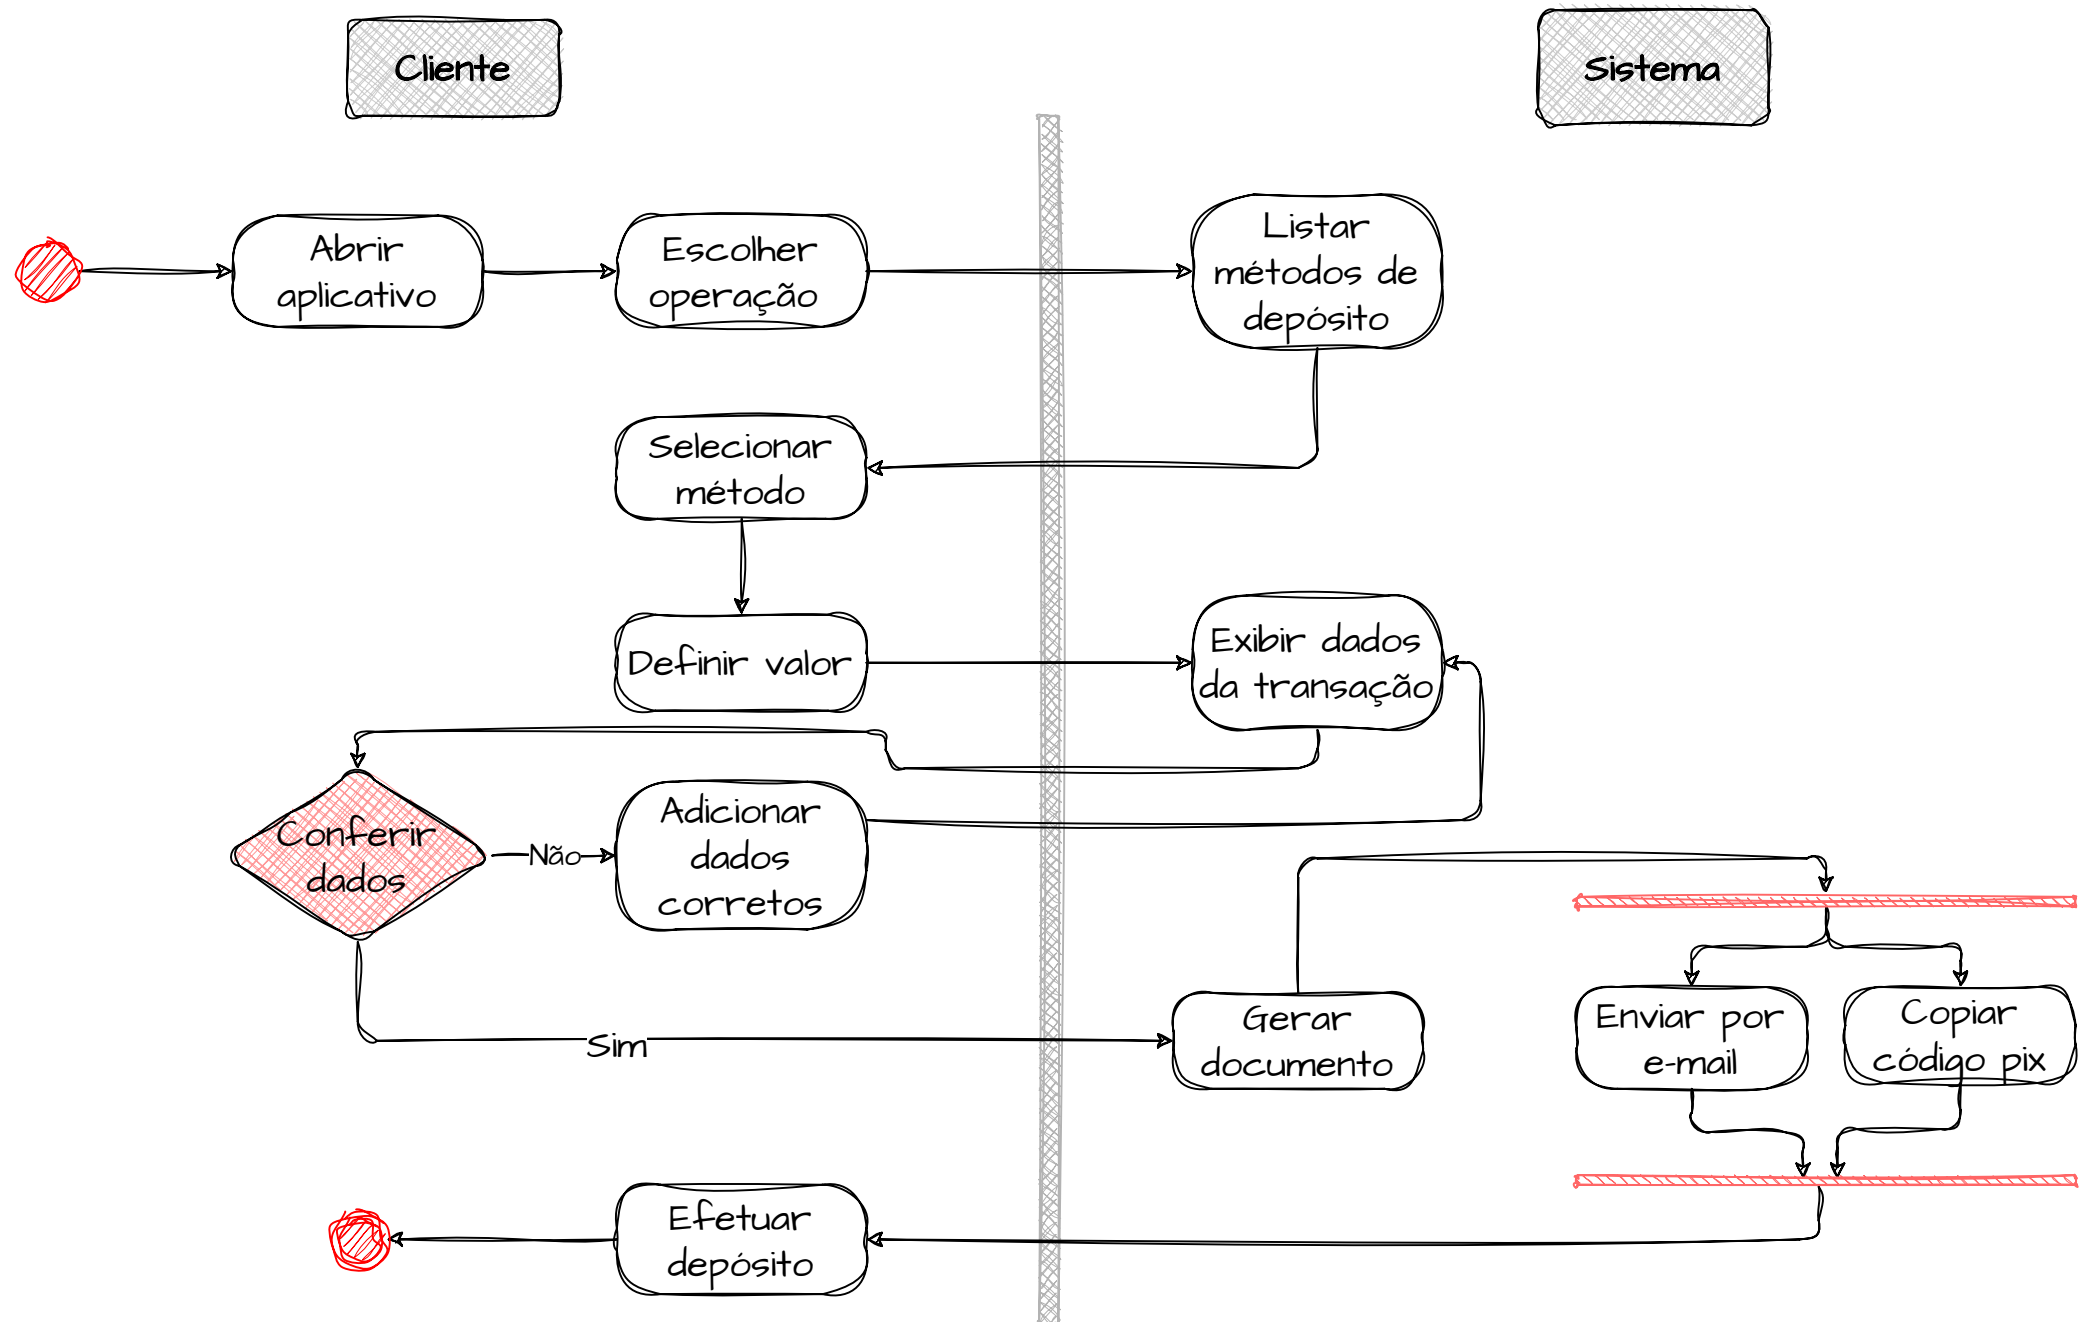 Cliente
Sistema
Abrir
aplicativo
Escolher
operação
Listar
métodos de
depósito
Selecionar
método
Definir valor
Exibir dados
da transação
Conferir
dados
Não
Adicionar
dados
corretos
Sim
Gerar
documento
Enviar por
e-mail
Copiar
código pix
Efetuar
depósito